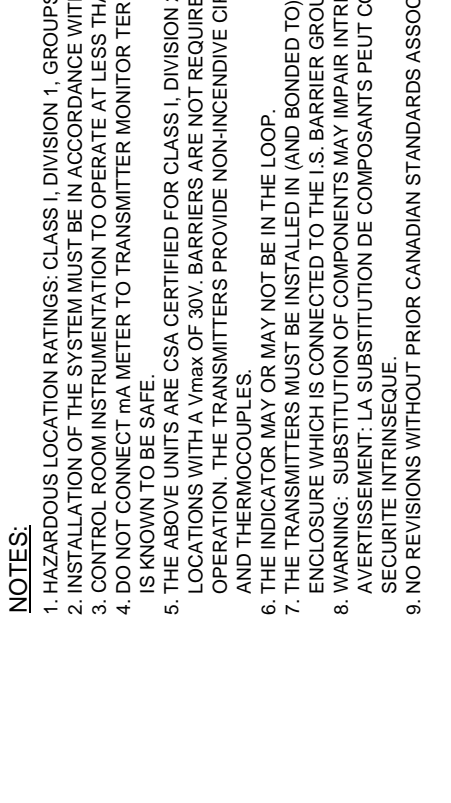 NOTES:
1. HAZARDOUS LOCATION RATINGS: CLASS I, DIVISION 1, GROUPS
2. INSTALLATION OF THE SYSTEM MUST BE IN ACCORDANCE WIT
3. CONTROL ROOM INSTRUMENTATION TO OPERATE AT LESS THA
4. DO NOT CONNECT mA METER TO TRANSMITTER MONITOR TER
IS KNOWN TO BE SAFE.
5. THE ABOVE UNITS ARE CSA CERTIFIED FOR CLASS I, DIVISION
LOCATIONS WITH A Vmax OF 30V. BARRIERS ARE NOT REQUIRE
OPERATION. THE TRANSMITTERS PROVIDE NON-INCENDIVE CIR
AND THERMOCOUPLES.
6. THE INDICATOR MAY OR MAY NOT BE IN THE LOOP.
7. THE TRANSMITTERS MUST BE INSTALLED IN (AND BONDED TO)
ENCLOSURE WHICH IS CONNECTED TO THE I.S. BARRIER GROU
8. WARNING: SUBSTITUTION OF COMPONENTS MAY IMPAIR INTRI
AVERTISSEMENT: LA SUBSTITUTION DE COMPOSANTS PEUT CO
SECURITE INTRINSEQUE.
9. NO REVISIONS WITHOUT PRIOR CANADIAN STANDARDS ASSOC